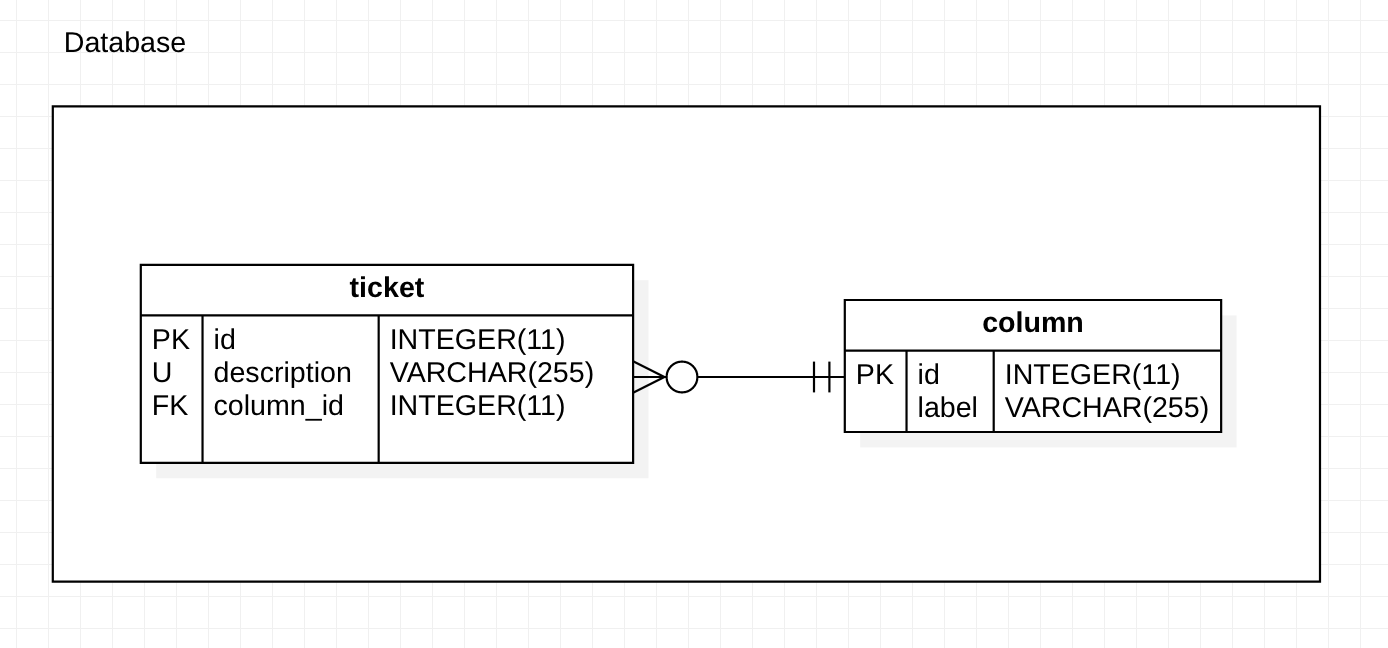 Database
ticket
PK id INTEGER(11)
U description VARCHAR(255)
FK column_id INTEGER(11)
column
PK id INTEGER(11)
label VARCHAR(255)